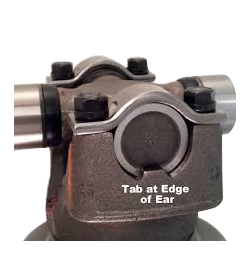 Tab at Edge
of Ear